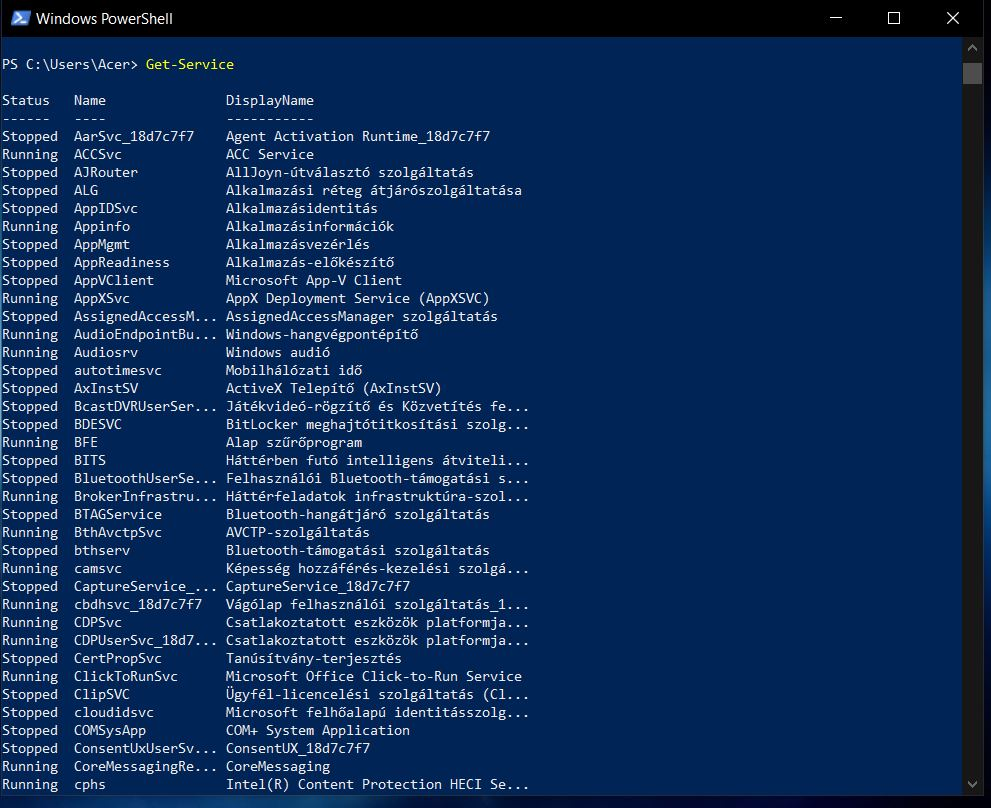 Windows PowerShell
PS C:\Users\Acer> Get-Service
Status Name DisplayName
------ ---- -----------
Stopped AarSvc_18d7c7f7 Agent Activation Runtime_18d7c7f7
Running ACCSvc ACC Service
Stopped AJRouter AllJoyn-útválasztó szolgáltatás
Stopped ALG Alkalmazási réteg átjárószolgáltatása
Stopped AppIDSvc Alkalmazásidentitás
Running Appinfo Alkalmazásinformációk
Stopped AppMgmt Alkalmazásvezérlés
Stopped AppReadiness Alkalmazás-előkészítő
Stopped AppVClient Microsoft App-V Client
Running AppXSvc AppX Deployment Service (AppXSVC)
Stopped AssignedAccessM... AssignedAccessManager szolgáltatás
Running AudioEndpointBu... Windows-hangvégpontépítő
Running Audiosrv Windows audió
Stopped autotimesvc Mobilhálózati idő
Stopped AxInstSV ActiveX Telepítő (AxInstSV)
Stopped BcastDVRUserSer... Játékvideó-rögzítő és Közvetítés fe...
Stopped BDESVC BitLocker meghajtótitkosítási szolg...
Running BFE Alap szűrőprogram
Stopped BITS Háttérben futó intelligens átviteli...
Stopped BluetoothUserSe... Felhasználói Bluetooth-támogatási s...
Running BrokerInfrastru... Háttérfeladatok infrastruktúra-szol...
Stopped BTAGService Bluetooth-hangátjáró szolgáltatás
Running BthAvctpSvc AVCTP-szolgáltatás
Stopped bthserv Bluetooth-támogatási szolgáltatás
Running camsvc Képesség hozzáférés-kezelési szolgá...
Stopped CaptureService_... CaptureService_18d7c7f7
Running cbdhsvc_18d7c7f7 Vágólap felhasználói szolgáltatás_1...
Running CDPSvc Csatlakoztatott eszközök platformja...
Running CDPUserSvc_18d7... Csatlakoztatott eszközök platformja...
Stopped CertPropSvc Tanúsítvány-terjesztés
Running ClickToRunSvc Microsoft Office Click-to-Run Service
Stopped ClipSVC Ügyfél-licencelési szolgáltatás (Cl...
Stopped cloudidsvc Microsoft felhőalapú identitásszolg...
Stopped COMSysApp COM+ System Application
Stopped ConsentUxUserSv... ConsentUX_18d7c7f7
Running CoreMessagingRe... CoreMessaging
Running cphs Intel(R) Content Protection HECI Se...